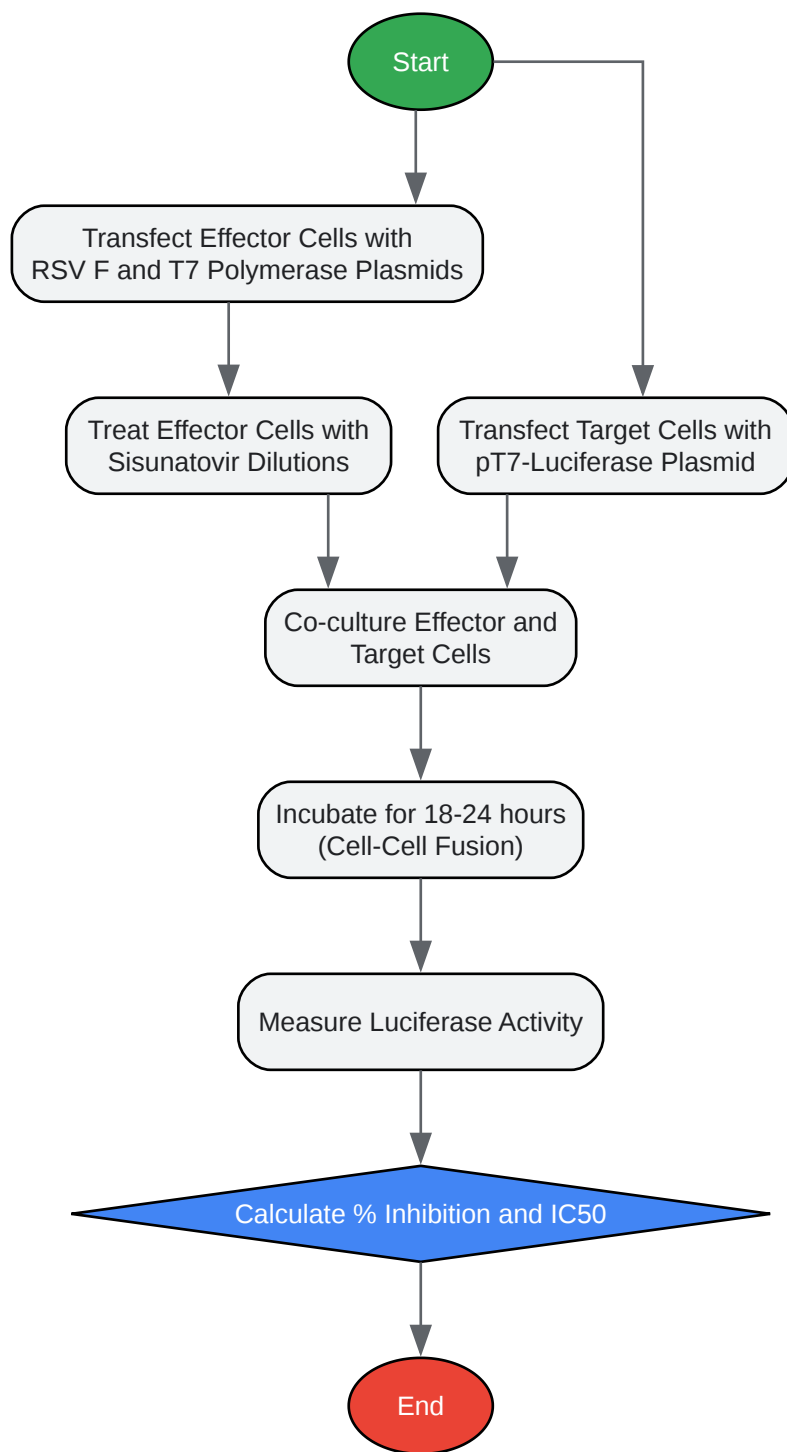 Start
Transfect Effector Cells with
RSV F and T7 Polymerase Plasmids
Treat Effector Cells with
Sisunatovir Dilutions
Transfect Target Cells with
pT7-Luciferase Plasmid
Co-culture Effector and
Target Cells
Incubate for 18-24 hours
(Cell-Cell Fusion)
Measure Luciferase Activity
Calculate % Inhibition and IC50
End